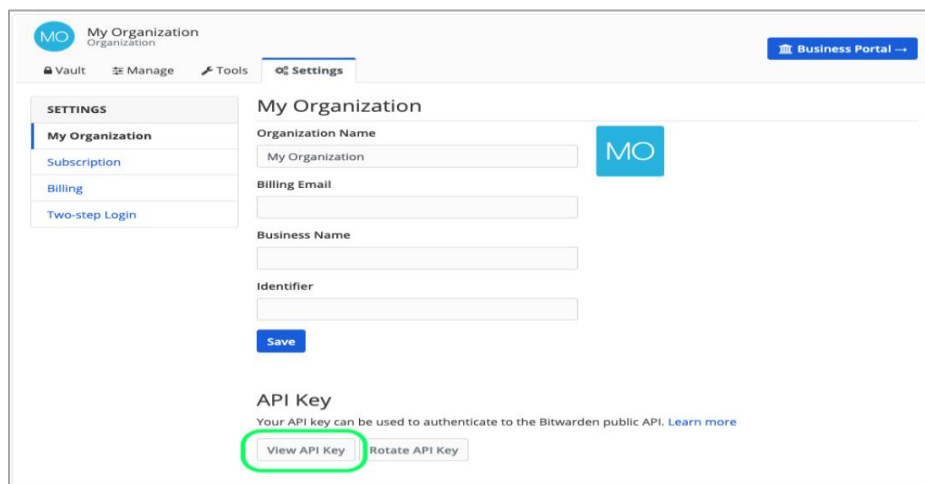 MO
My Organization
Organization
Business Portal →
Vault Manage Tools Settings
SETTINGS
My Organization
Subscription
Billing
Two-step Login
My Organization
Organization Name
My Organization
MO
Billing Email
Business Name
Identifier
Save
API Key
Your API key can be used to authenticate to the Bitwarden public API. Learn more
View API Key Rotate API Key